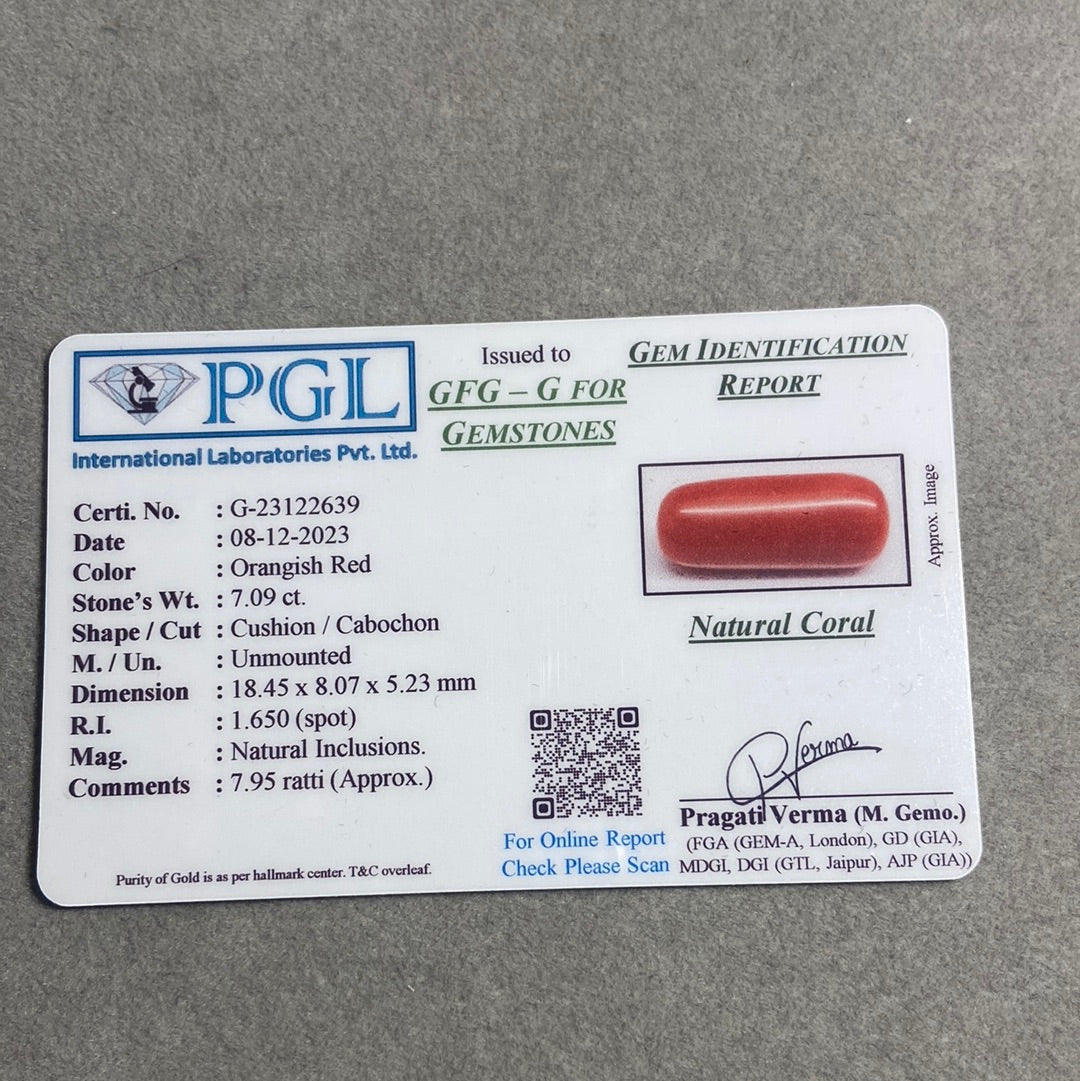 PGL
International Laboratories Pvt. Ltd.
Issued to
GFG – G FOR
GEMSTONES
GEM IDENTIFICATION
REPORT
Certi. No. : G-23122639
Date : 08-12-2023
Color : Orangish Red
Stone's Wt. : 7.09 ct.
Shape / Cut : Cushion / Cabochon
M. / Un. : Unmounted
Dimension : 18.45 x 8.07 x 5.23 mm
R.I. : 1.650 (spot)
Mag. : Natural Inclusions.
Comments : 7.95 ratti (Approx.)
Purity of Gold is as per hallmark center. T&C overleaf.
Approx. Image
Natural Coral
For Online Report
Check Please Scan
PVerma
Pragati Verma (M. Gemo.)
(FGA (GEM-A, London), GD (GIA),
MDGI, DGI (GTL, Jaipur), AJP (GIA))